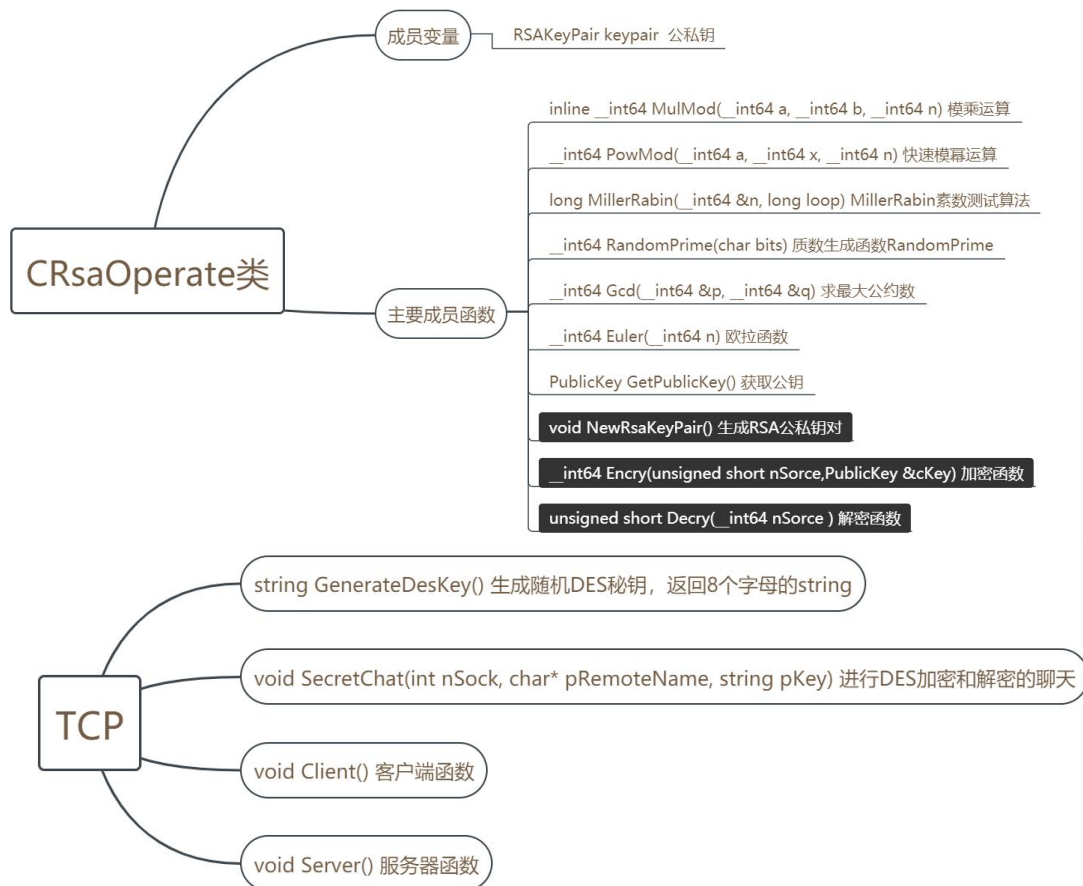 成员变量
RSAKeyPair keypair 公私钥
CRsaOperate类
主要成员函数
inline __int64 MulMod(__int64 a, __int64 b, __int64 n) 模乘运算
__int64 PowMod(__int64 a, __int64 x, __int64 n) 快速模幂运算
long MillerRabin(__int64 &n, long loop) MillerRabin素数测试算法
__int64 RandomPrime(char bits) 质数生成函数RandomPrime
__int64 Gcd(__int64 &p, __int64 &q) 求最大公约数
__int64 Euler(__int64 n) 欧拉函数
PublicKey GetPublicKey() 获取公钥
void NewRsaKeyPair() 生成RSA公私钥对
__int64 Encry(unsigned short nSorce,PublicKey &cKey) 加密函数
unsigned short Decry(__int64 nSorce ) 解密函数
TCP
string GenerateDesKey() 生成随机DES秘钥，返回8个字母的string
void SecretChat(int nSock, char* pRemoteName, string pKey) 进行DES加密和解密的聊天
void Client() 客户端函数
void Server() 服务器函数